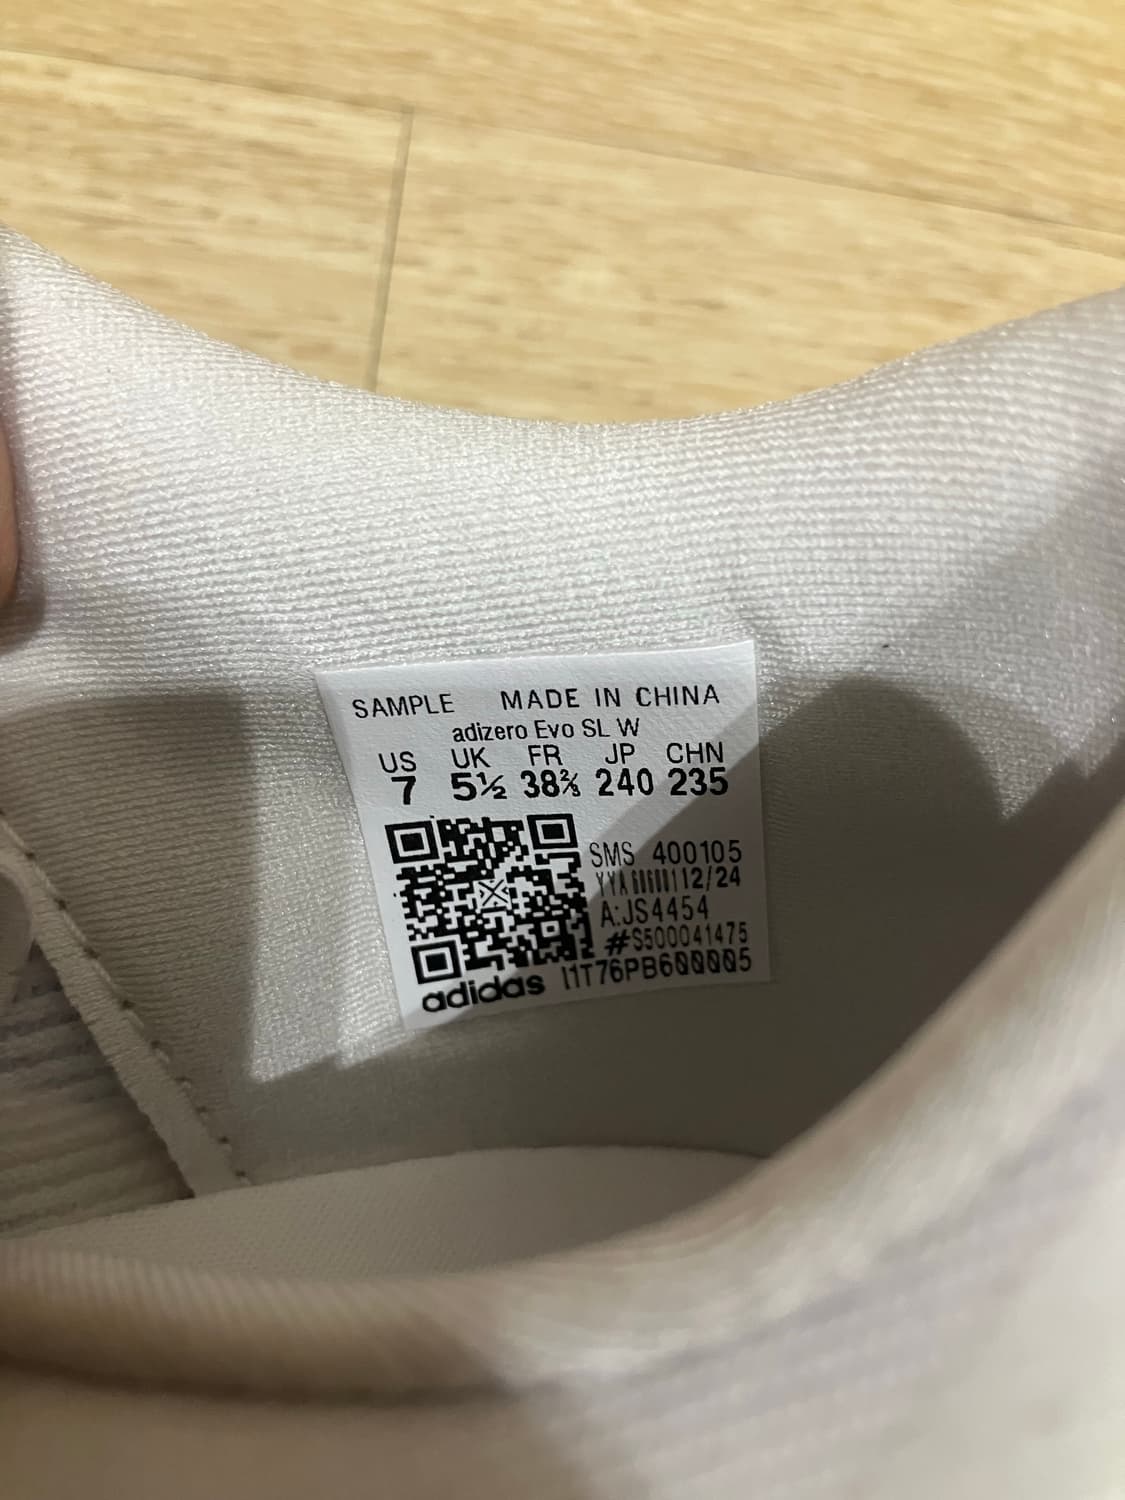 SAMPLE MADE IN CHINA
adizero Evo SL W
US UK FR JP CHN
7 5½ 38⅔ 240 235
SMS 400105
YYA 12/24
A:JS4454
#S500041475
adidas I1T76PB600005